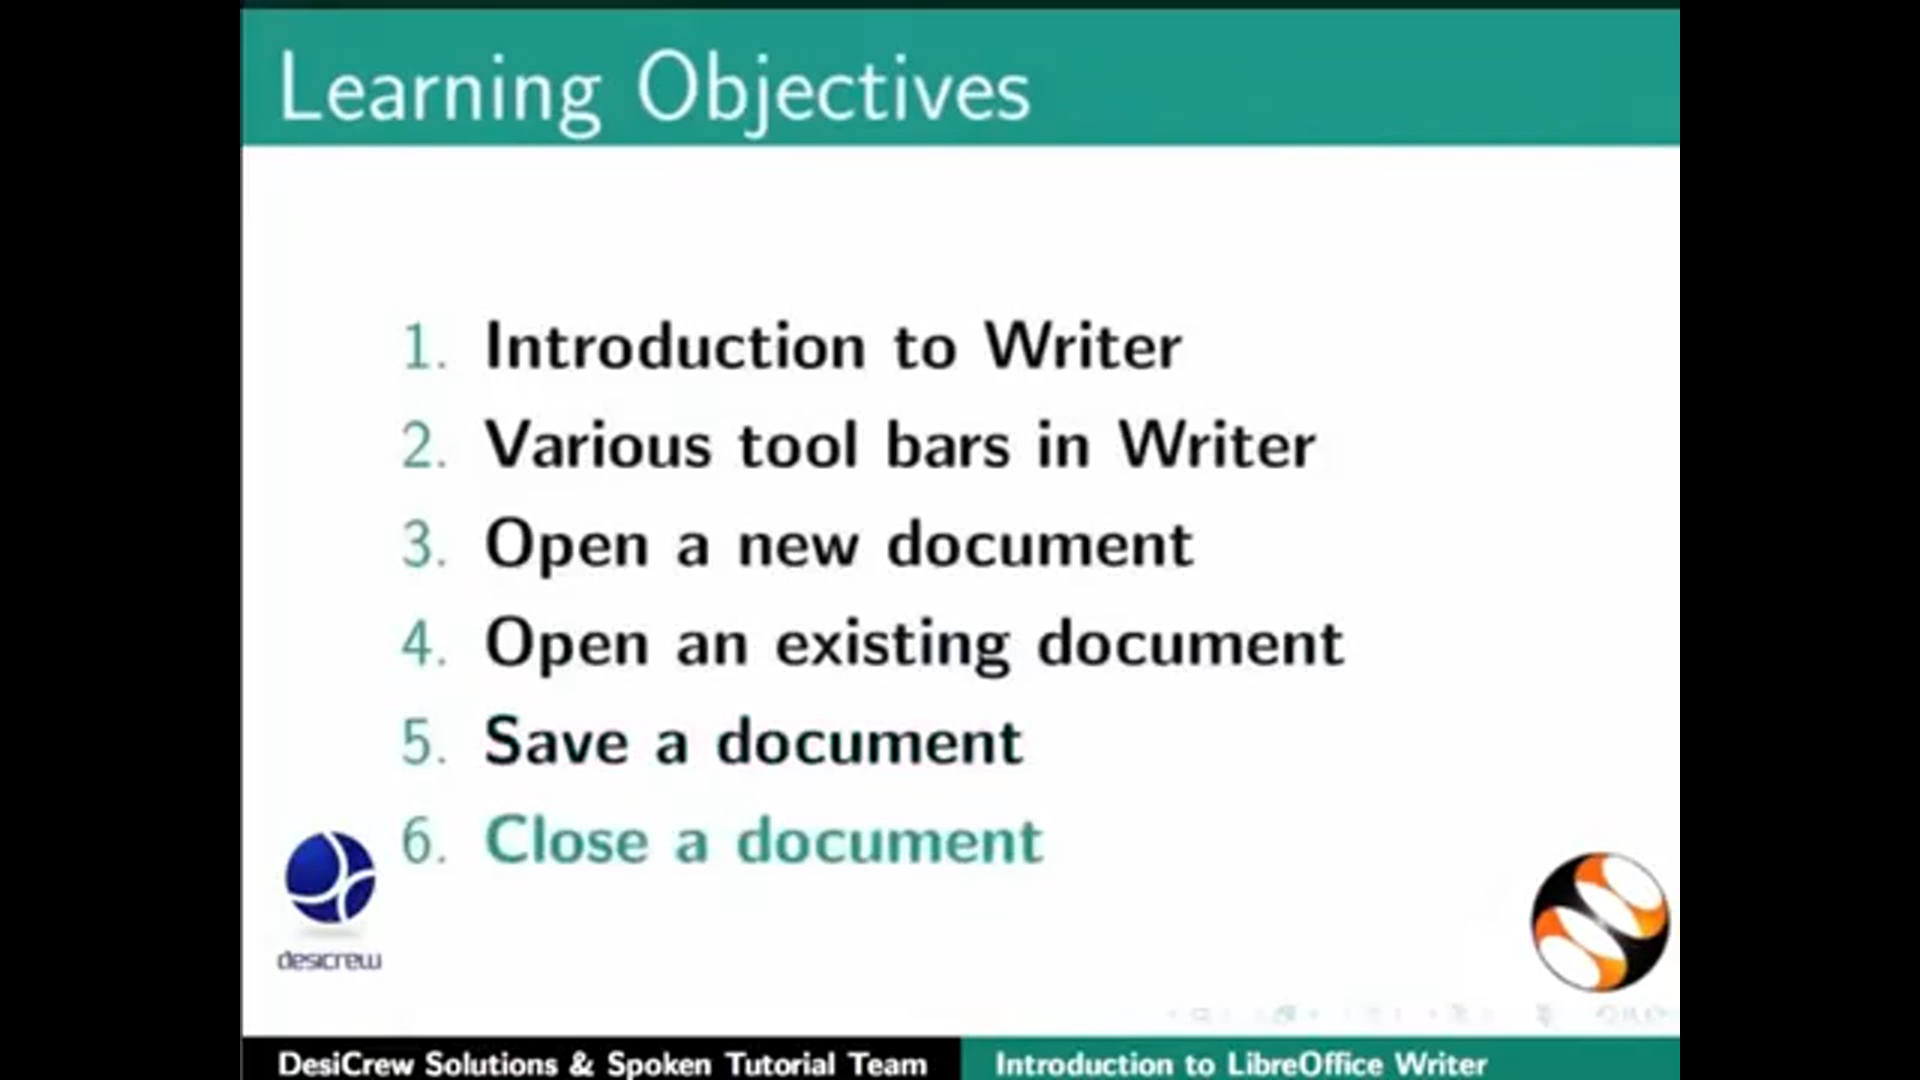 Learning Objectives
1. Introduction to Writer
2. Various tool bars in Writer
3. Open a new document
4. Open an existing document
5. Save a document
6. Close a document
desicrew
DesiCrew Solutions & Spoken Tutorial Team
Introduction to LibreOffice Writer